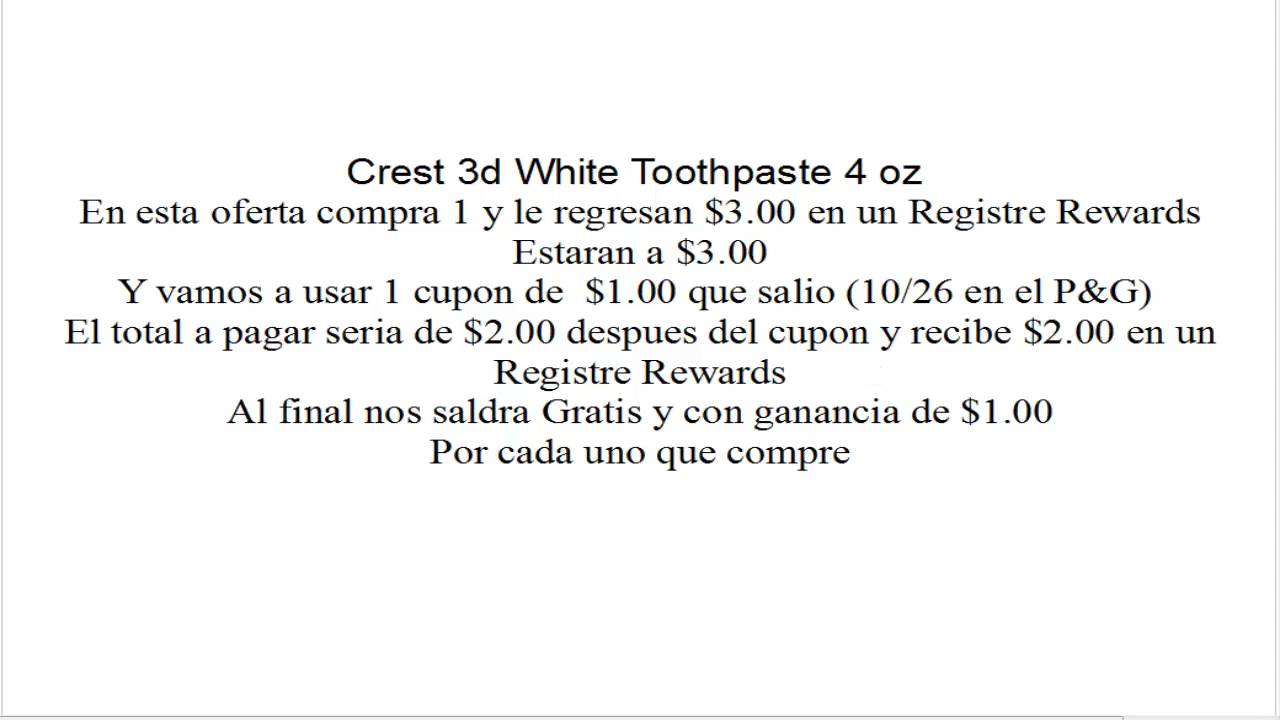 Crest 3d White Toothpaste 4 oz
En esta oferta compra 1 y le regresan $3.00 en un Registre Rewards
Estaran a $3.00
Y vamos a usar 1 cupon de  $1.00 que salio (10/26 en el P&G)
El total a pagar seria de $2.00 despues del cupon y recibe $2.00 en un
Registre Rewards
Al final nos saldra Gratis y con ganancia de $1.00
Por cada uno que compre